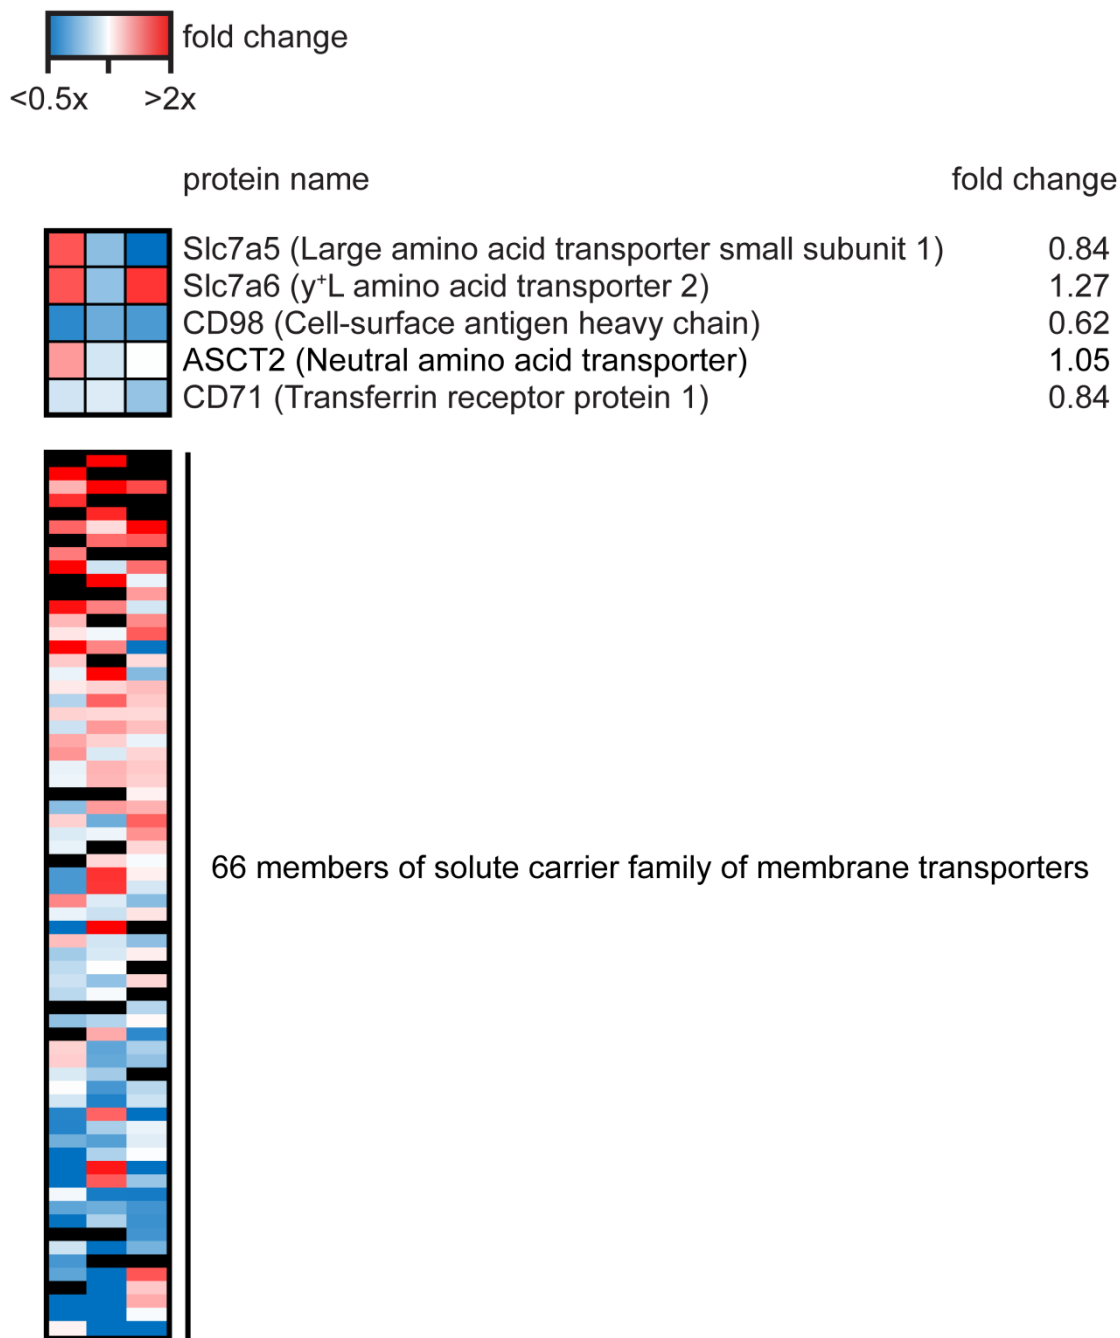 fold change
<0.5x >2x
protein name fold change
Slc7a5 (Large amino acid transporter small subunit 1) 0.84
Slc7a6 (y⁺L amino acid transporter 2) 1.27
CD98 (Cell-surface antigen heavy chain) 0.62
ASCT2 (Neutral amino acid transporter) 1.05
CD71 (Transferrin receptor protein 1) 0.84
66 members of solute carrier family of membrane transporters